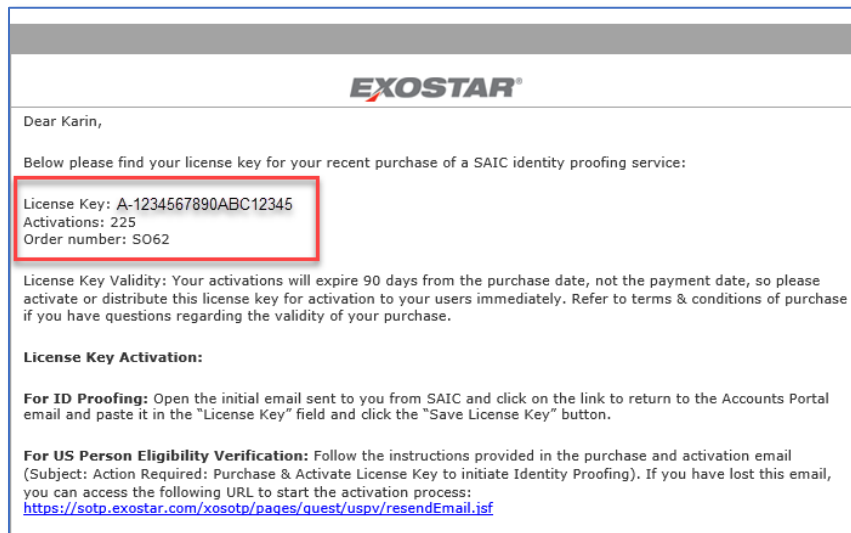 EXOSTAR®
Dear Karin,
Below please find your license key for your recent purchase of a SAIC identity proofing service:
License Key: A-1234567890ABC12345
Activations: 225
Order number: SO62
License Key Validity: Your activations will expire 90 days from the purchase date, not the payment date, so please
activate or distribute this license key for activation to your users immediately. Refer to terms & conditions of purchase
if you have questions regarding the validity of your purchase.
License Key Activation:
For ID Proofing: Open the initial email sent to you from SAIC and click on the link to return to the Accounts Portal
email and paste it in the “License Key” field and click the “Save License Key” button.
For US Person Eligibility Verification: Follow the instructions provided in the purchase and activation email
(Subject: Action Required: Purchase & Activate License Key to initiate Identity Proofing). If you have lost this email,
you can access the following URL to start the activation process:
https://sotp.exostar.com/xosotp/pages/guest/uspv/resendEmail.jsf